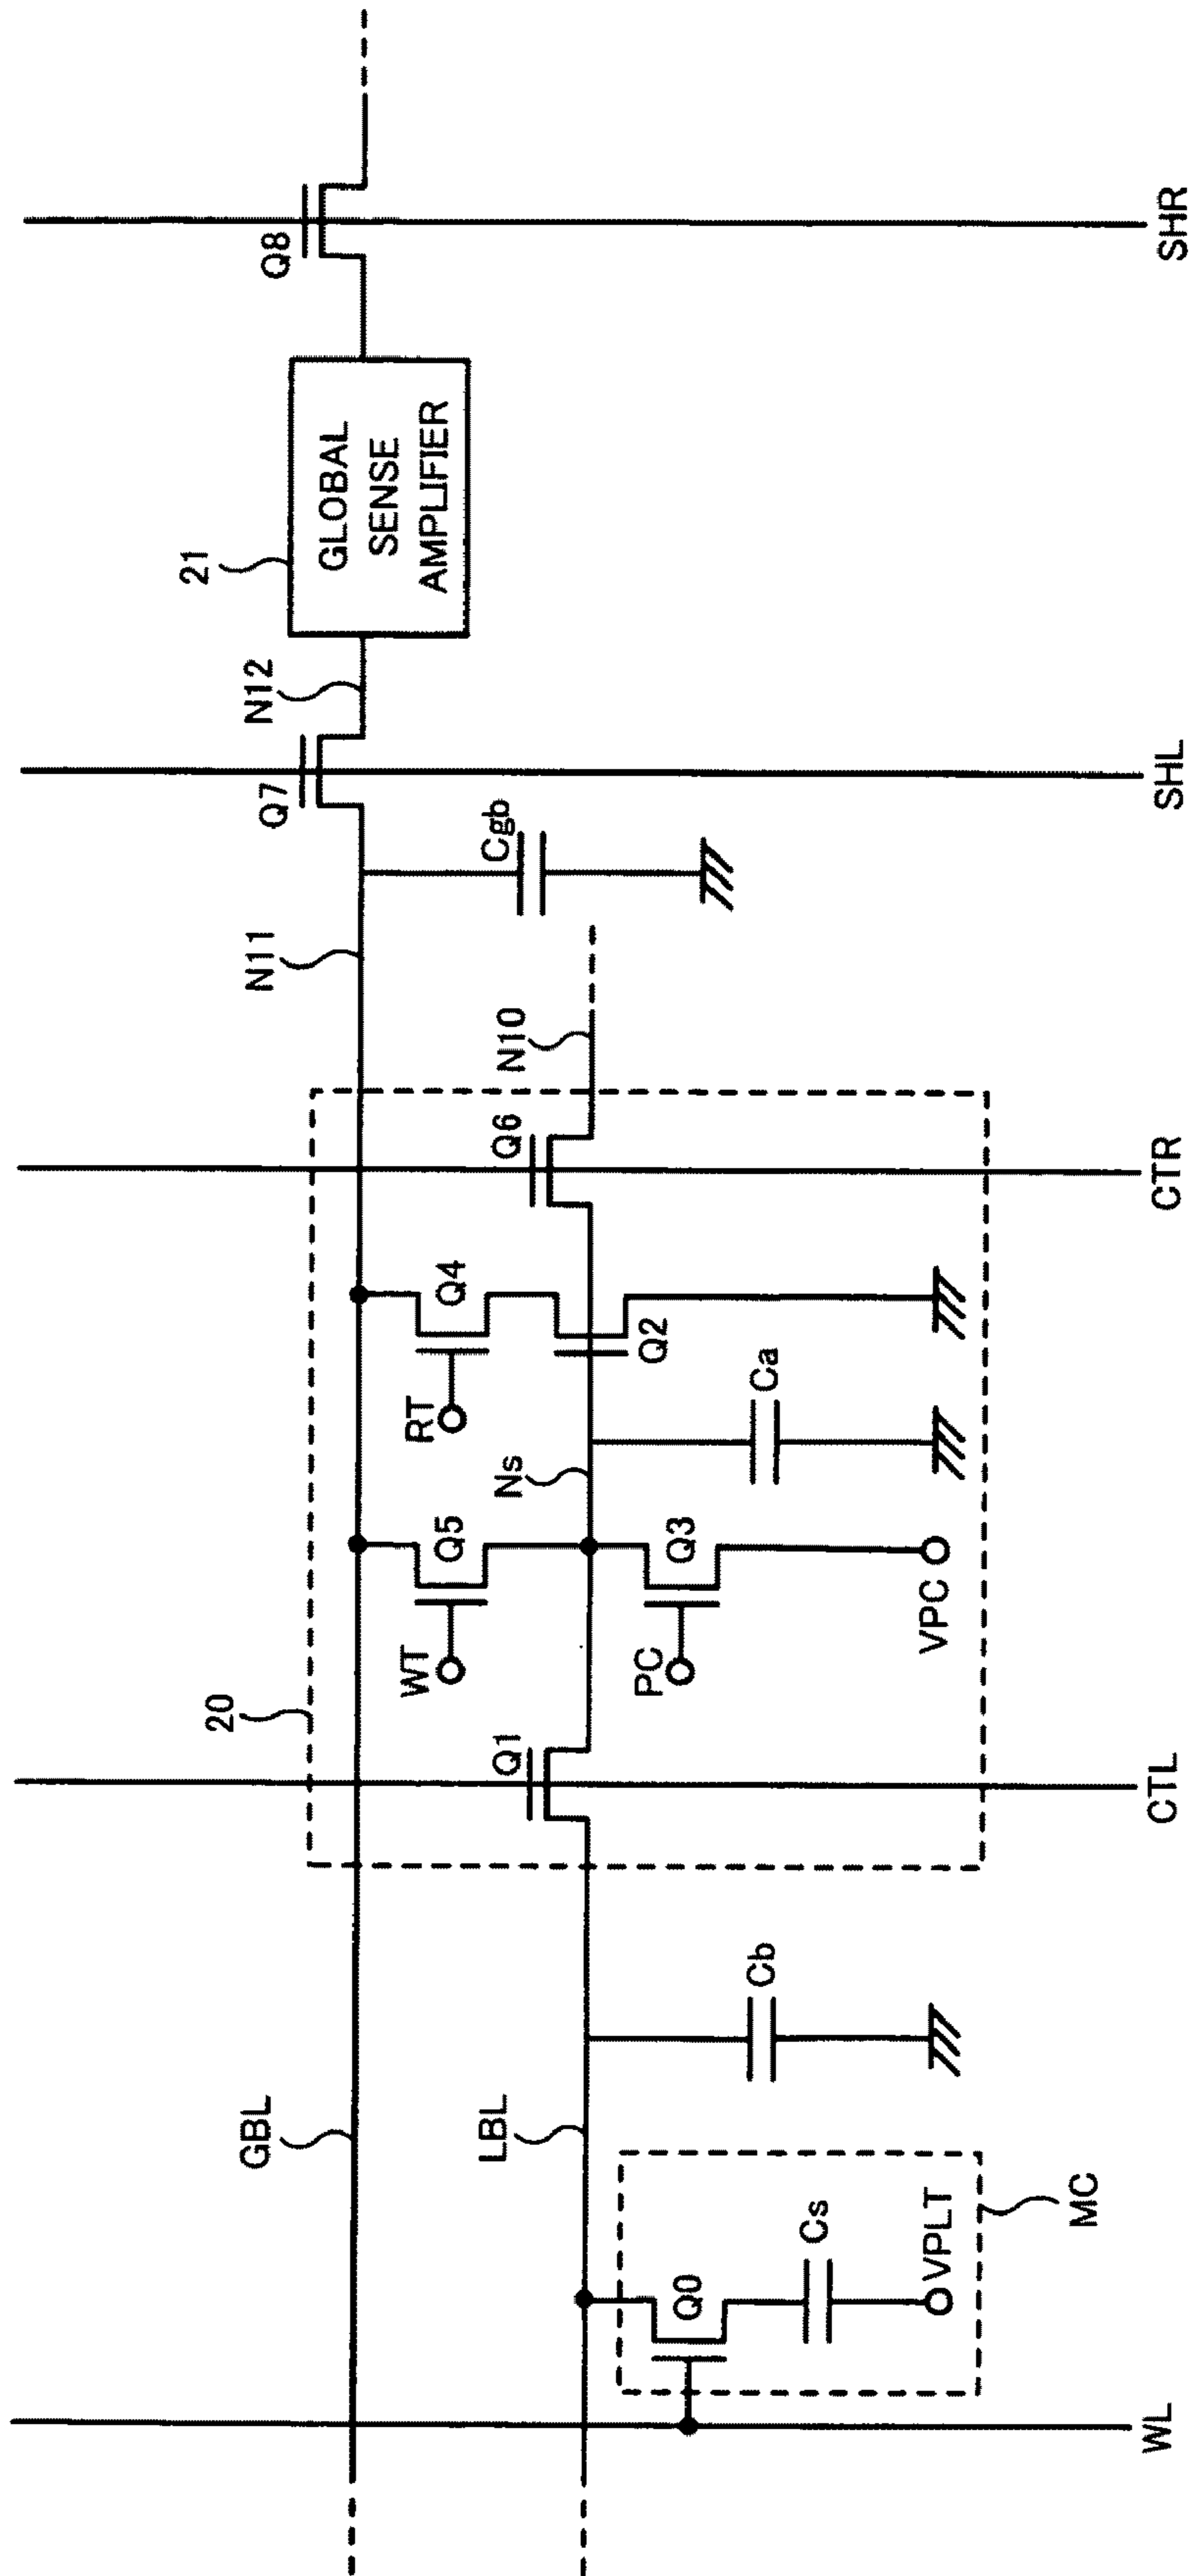 Q8
SHR
21
GLOBAL
SENSE
AMPLIFIER
N12
Q7
SHL
Cgb
N11
N10
Q6
CTR
Q4
RT
Q2
Ca
Ns
Q5
WT
Q3
PC
VPC
20
Q1
CTL
Cb
GBL
LBL
Q0
Cs
VPLT
MC
WL